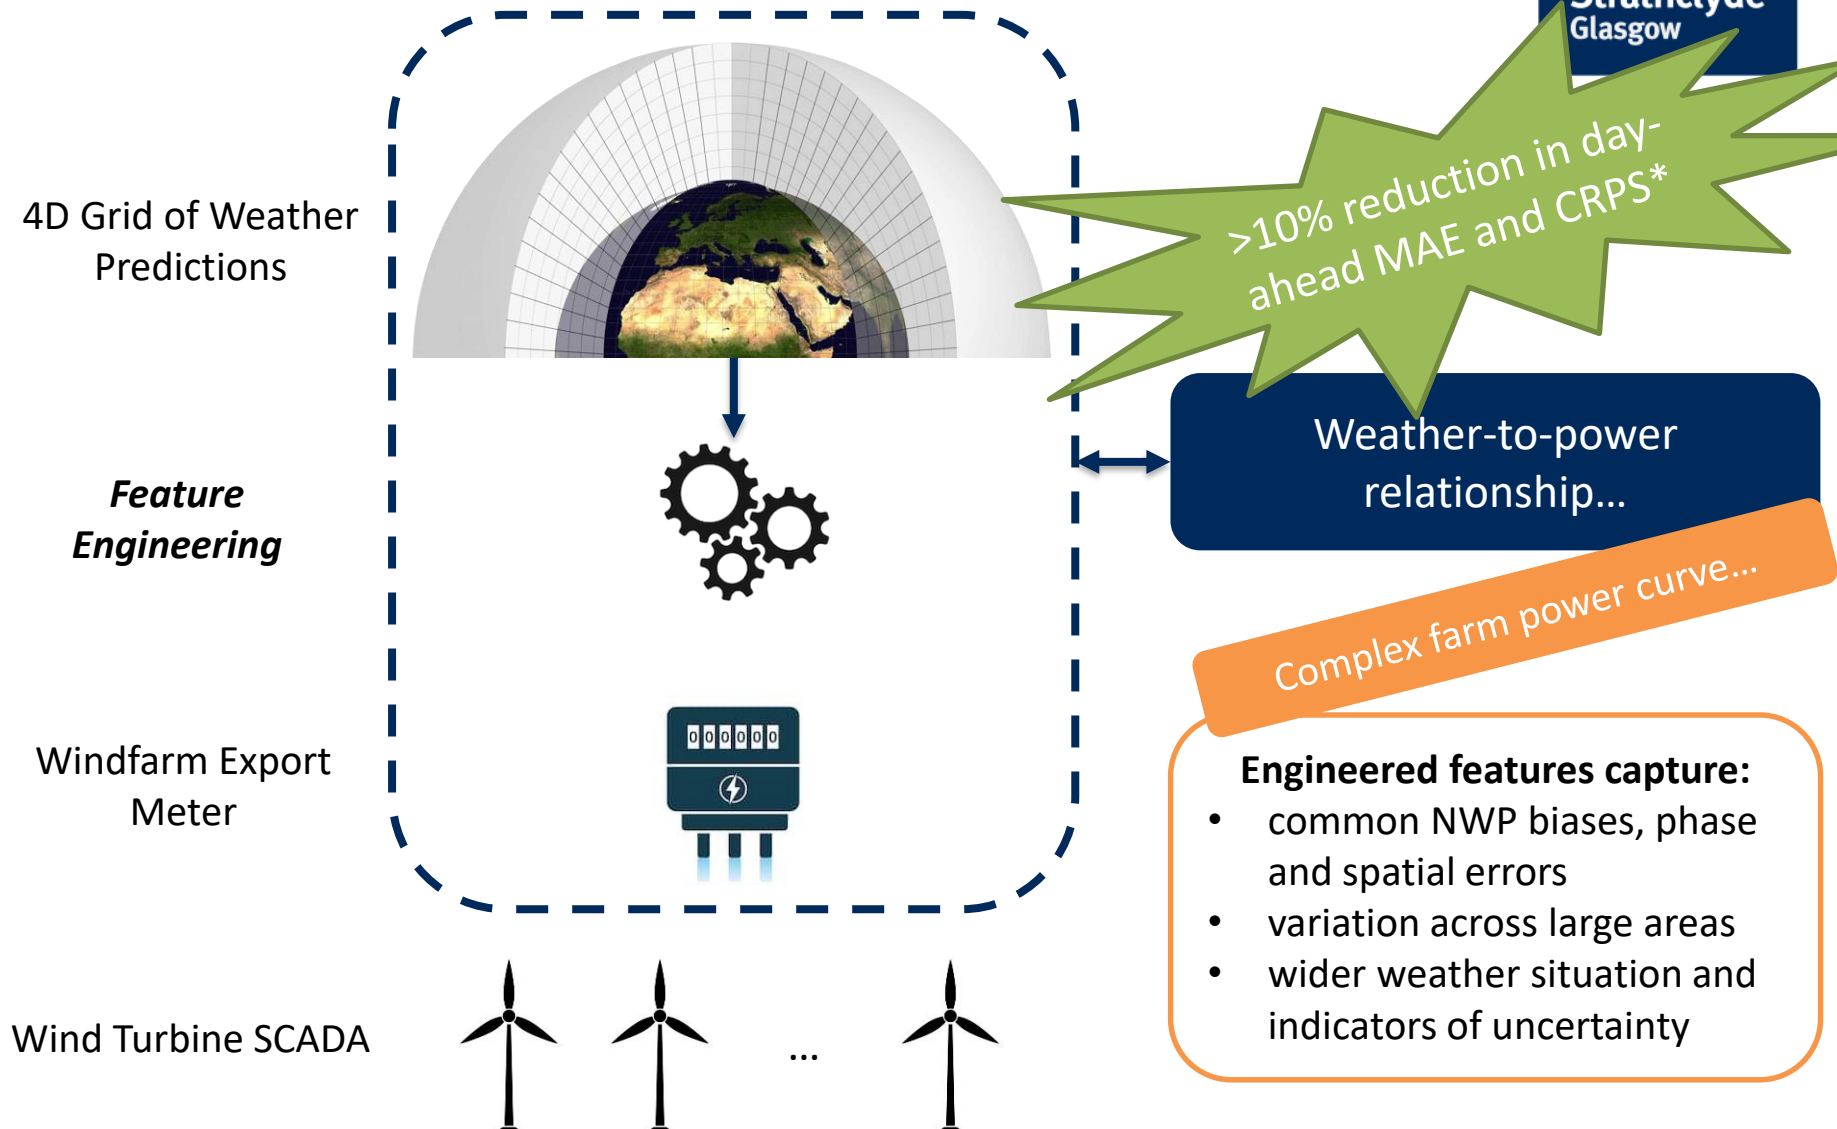 Strathclyde
Glasgow
>10% reduction in day-
ahead MAE and CRPS*
4D Grid of Weather
Predictions
Weather-to-power
relationship...
Feature
Engineering
Complex farm power curve...
000000
Windfarm Export
Meter
Engineered features capture:
• common NWP biases, phase
and spatial errors
• variation across large areas
• wider weather situation and
indicators of uncertainty
Wind Turbine SCADA
...